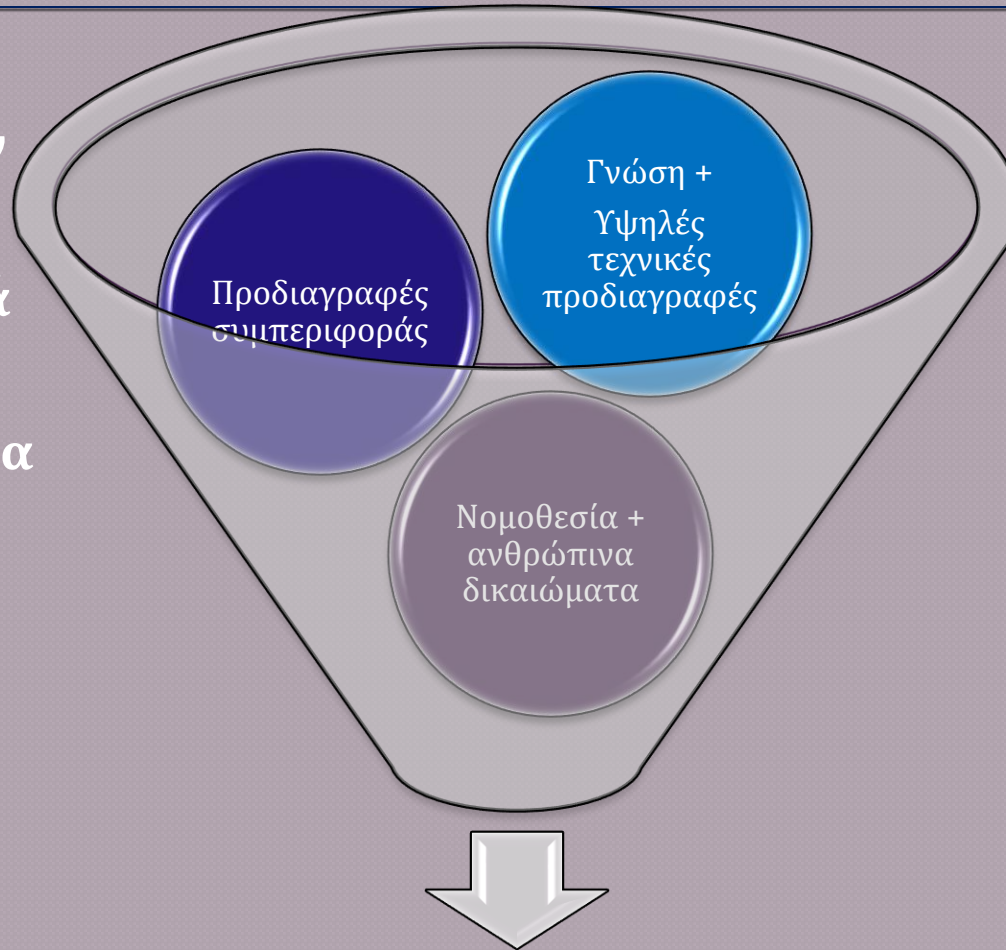 Γνώση +
Υψηλές
τεχνικές
προδιαγραφές
Προδιαγραφές
συμπεριφοράς
Νομοθεσία +
ανθρώπινα
δικαιώματα